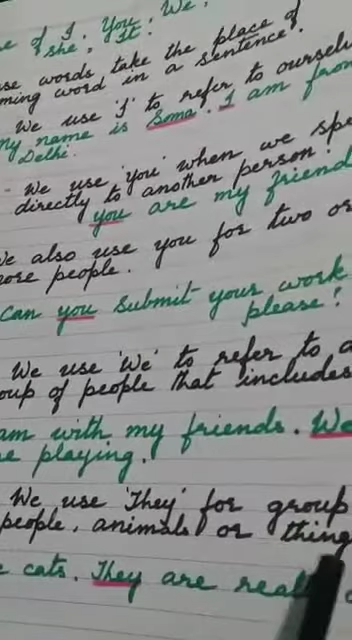 of I, You, We,
she, It.
words take the place of
ming word in a sentence.
We use 'I' to refer to ourselv
my name is Soma. I am from
Delhi.
- We use 'you' when we spe
directly to another person.
you are my friend
We also use you for two or
more people.
Can you submit your work
please?
We use 'We' to refer to a
oup of people that includes
am with my friends. We
e playing.
We use 'They' for group
people, animals or thing
cats. They are reall